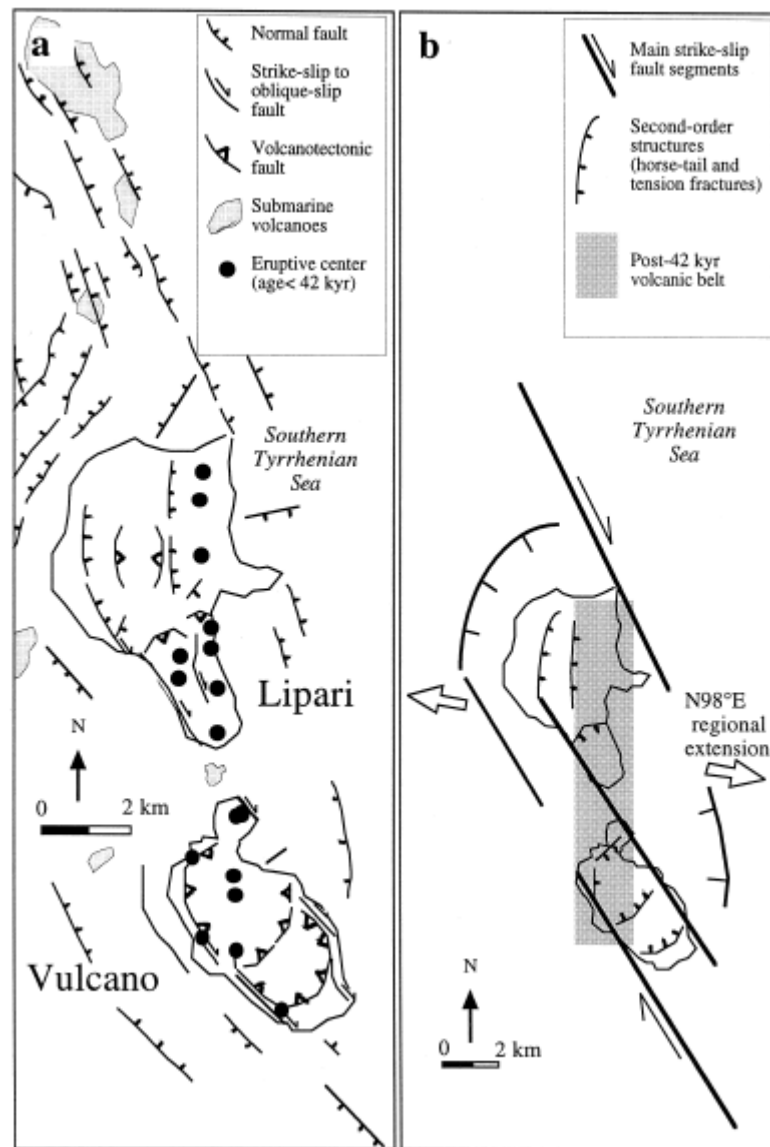 a
Normal fault
Strike-slip to
oblique-slip
fault
Volcanotectonic
fault
Submarine
volcanoes
Eruptive center
(age< 42 kyr)
Southern
Tyrrhenian
Sea
Lipari
N
0 2 km
Vulcano
b
Main strike-slip
fault segments
Second-order
structures
(horse-tail and
tension fractures)
Post-42 kyr
volcanic belt
Southern
Tyrrhenian
Sea
N98°E
regional
extension
N
0 2 km